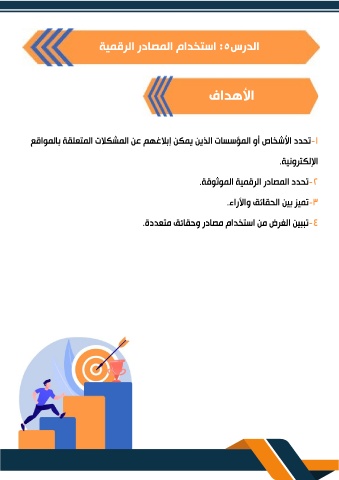 الدرس٥: استخدام المصادر الرقمية
الأهداف
١-تحدد الأشخاص أو المؤسسات الذين يمكن إبلاغهم عن المشكلات المتعلقة بالمواقع
الإلكترونية.
٢-تحدد المصادر الرقمية الموثوقة.
٣-تميز بين الحقائق والآراء.
٤-تبيين الغرض من استخدام مصادر وحقائق متعددة.